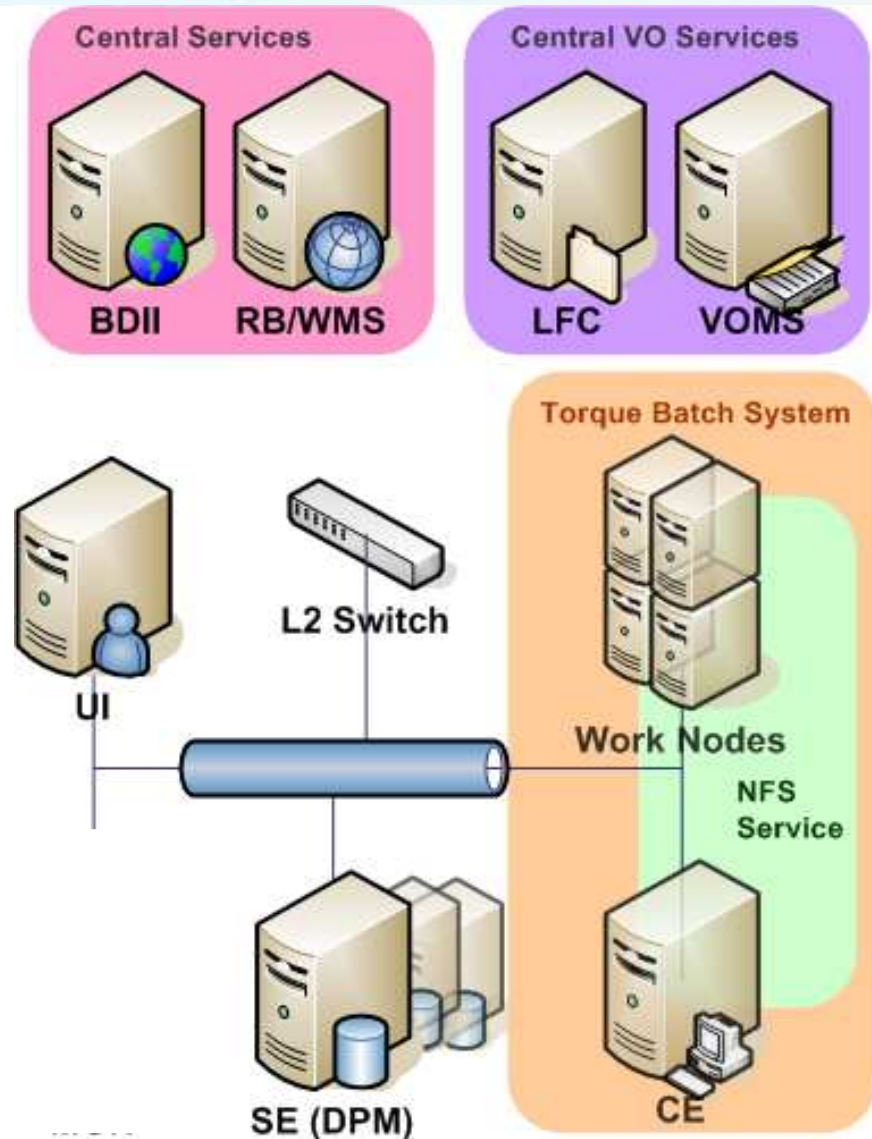 Central Services
Central VO Services
BDII
RB/WMS
LFC
VOMS
Torque Batch System
L2 Switch
UI
Work Nodes
NFS
Service
SE (DPM)
CE